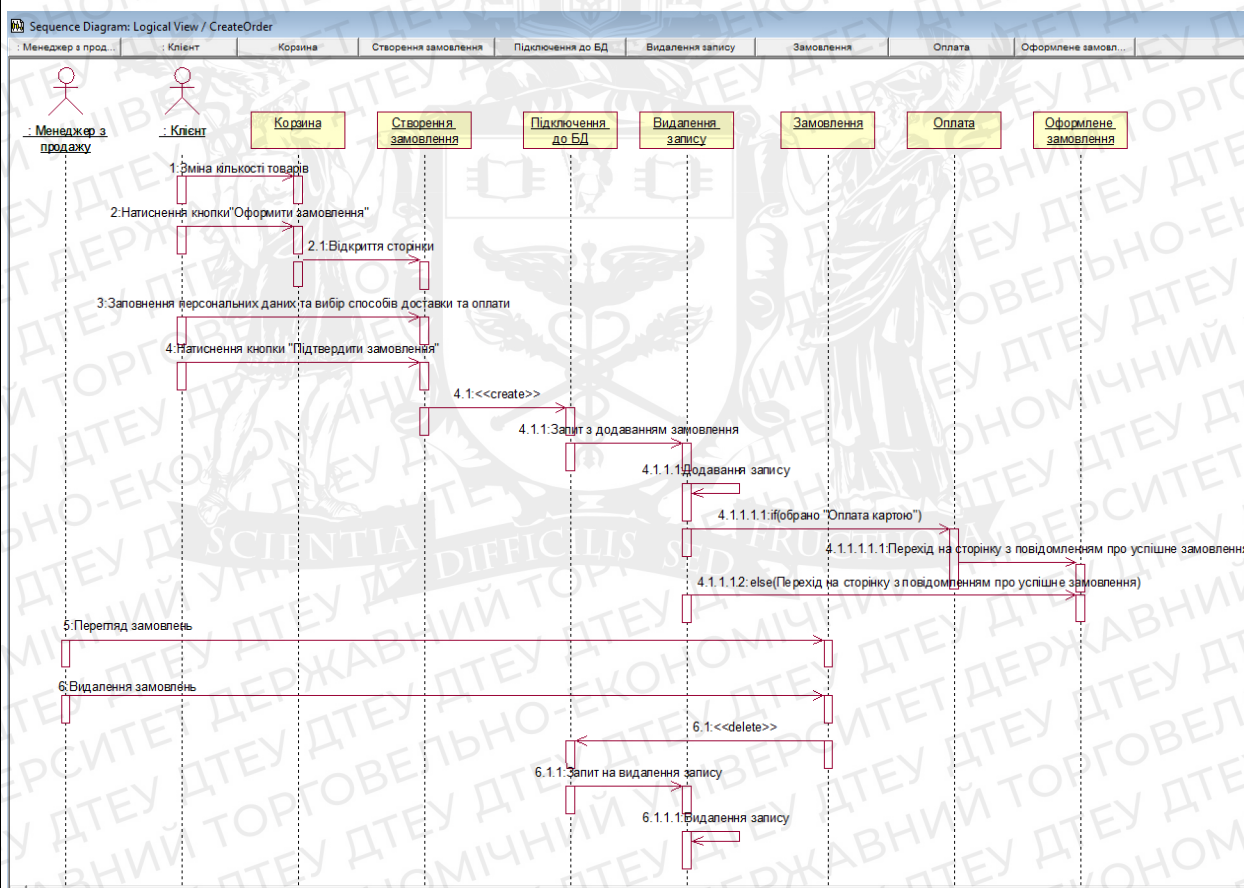 Sequence Diagram: Logical View / CreateOrder
: Менеджер з прод...
: Клієнт
Корзина
Створення замовлення
Підключення до БД
Видалення запису
Замовлення
Оплата
Оформлене замовл...
: Менеджер з
продажу
: Клієнт
Корзина
Створення
замовлення
Підключення
до БД
Видалення
запису
Замовлення
Оплата
Оформлене
замовлення
1:Зміна кількості товарів
2:Натиснення кнопки"Оформити замовлення"
2.1:Відкриття сторінки
3:Заповнення персональних даних та вибір способів доставки та оплати
4:Натиснення кнопки "Підтвердити замовлення"
4.1:<<create>>
4.1.1:Запит з додаванням замовлення
4.1.1.1:Додавання запису
4.1.1.1.1:if(обрано "Оплата картою")
4.1.1.1.1.1:Перехід на сторінку з повідомленням про успішне замовлення
4.1.1.1.2:else(Перехід на сторінку з повідомленням про успішне замовлення)
5:Перегляд замовлень
6:Видалення замовлень
6.1:<<delete>>
6.1.1:Запит на видалення запису
6.1.1.1:Видалення запису
SCIENTIA DIFFICILIS SED FRUCTUOSA